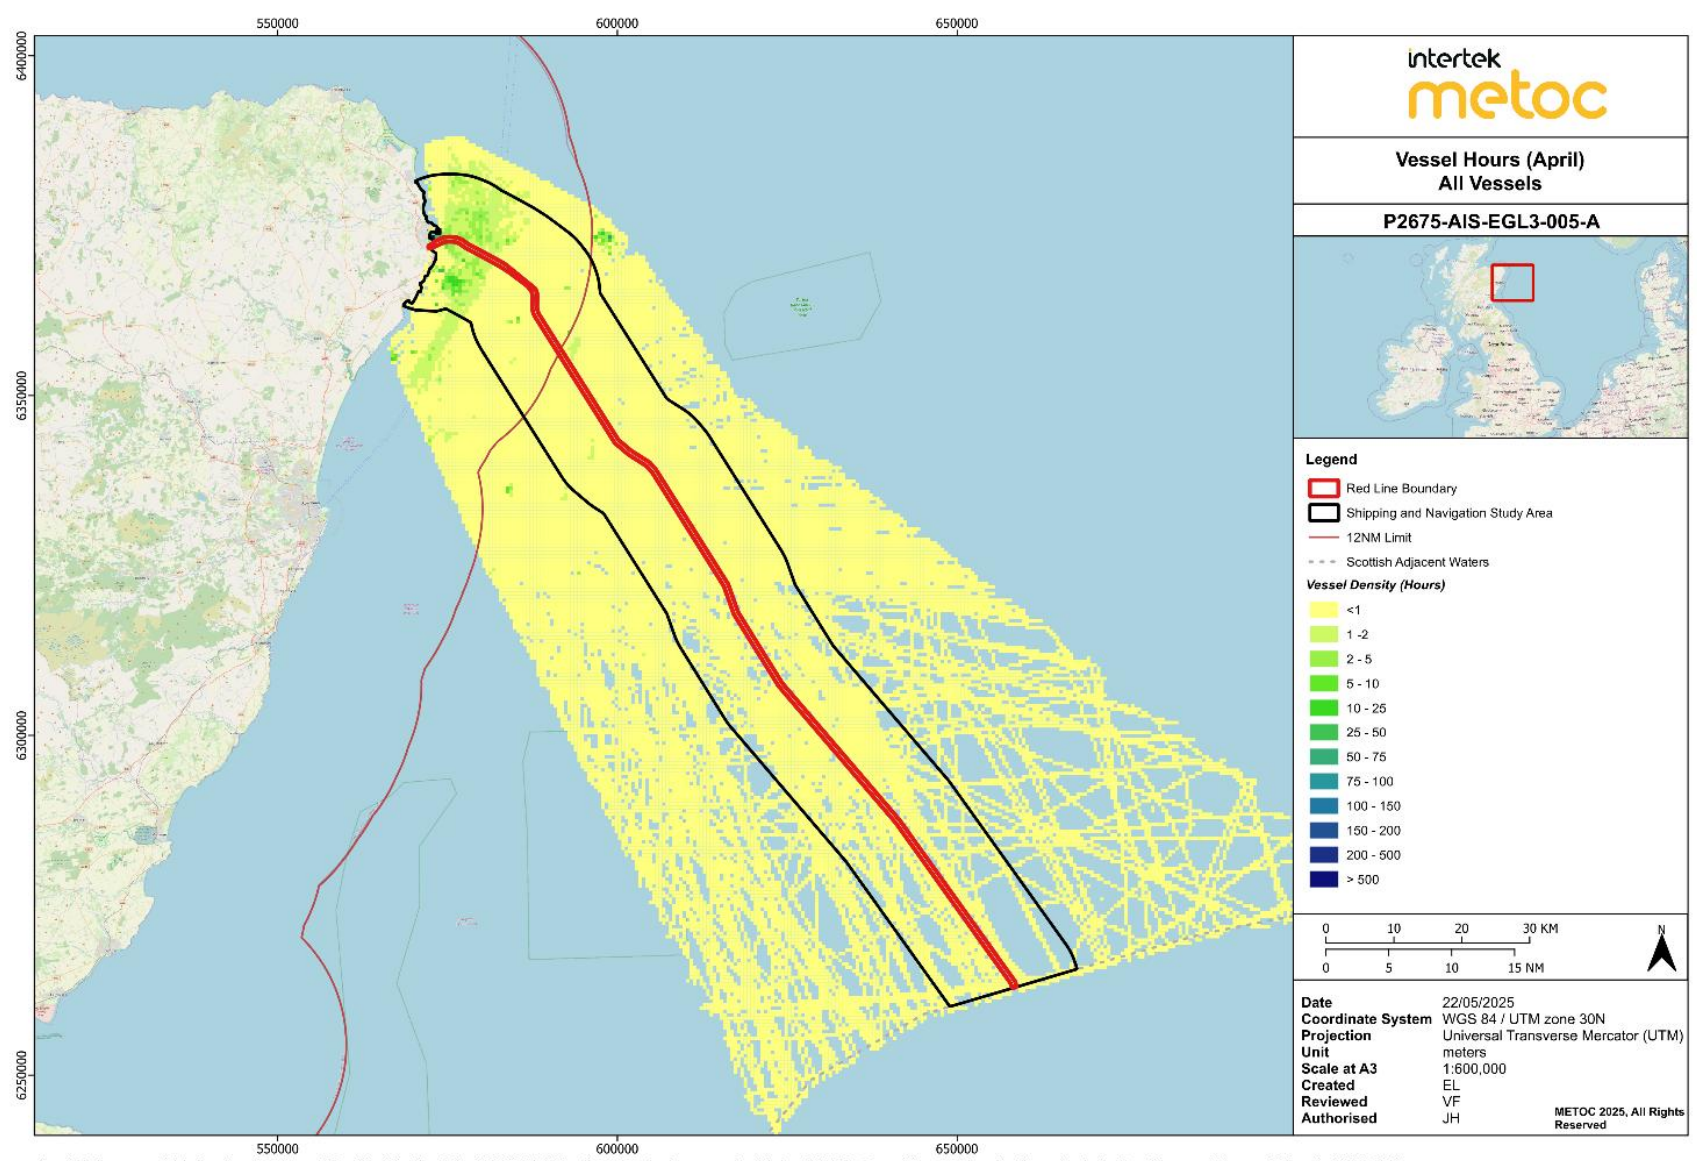 550000
600000
650000
6400000
6350000
6300000
6250000
550000
600000
650000
intertek
metoc
Vessel Hours (April)
All Vessels
P2675-AIS-EGL3-005-A
Legend
Red Line Boundary
Shipping and Navigation Study Area
12NM Limit
Scottish Adjacent Waters
Vessel Density (Hours)
<1
1 -2
2 - 5
5 - 10
10 - 25
25 - 50
50 - 75
75 - 100
100 - 150
150 - 200
200 - 500
> 500
0 10 20 30 KM
0 5 10 15 NM
N
Date 22/05/2025
Coordinate System WGS 84 / UTM zone 30N
Projection Universal Transverse Mercator (UTM)
Unit meters
Scale at A3 1:600,000
Created EL
Reviewed VF
Authorised JH
METOC 2025, All Rights
Reserved